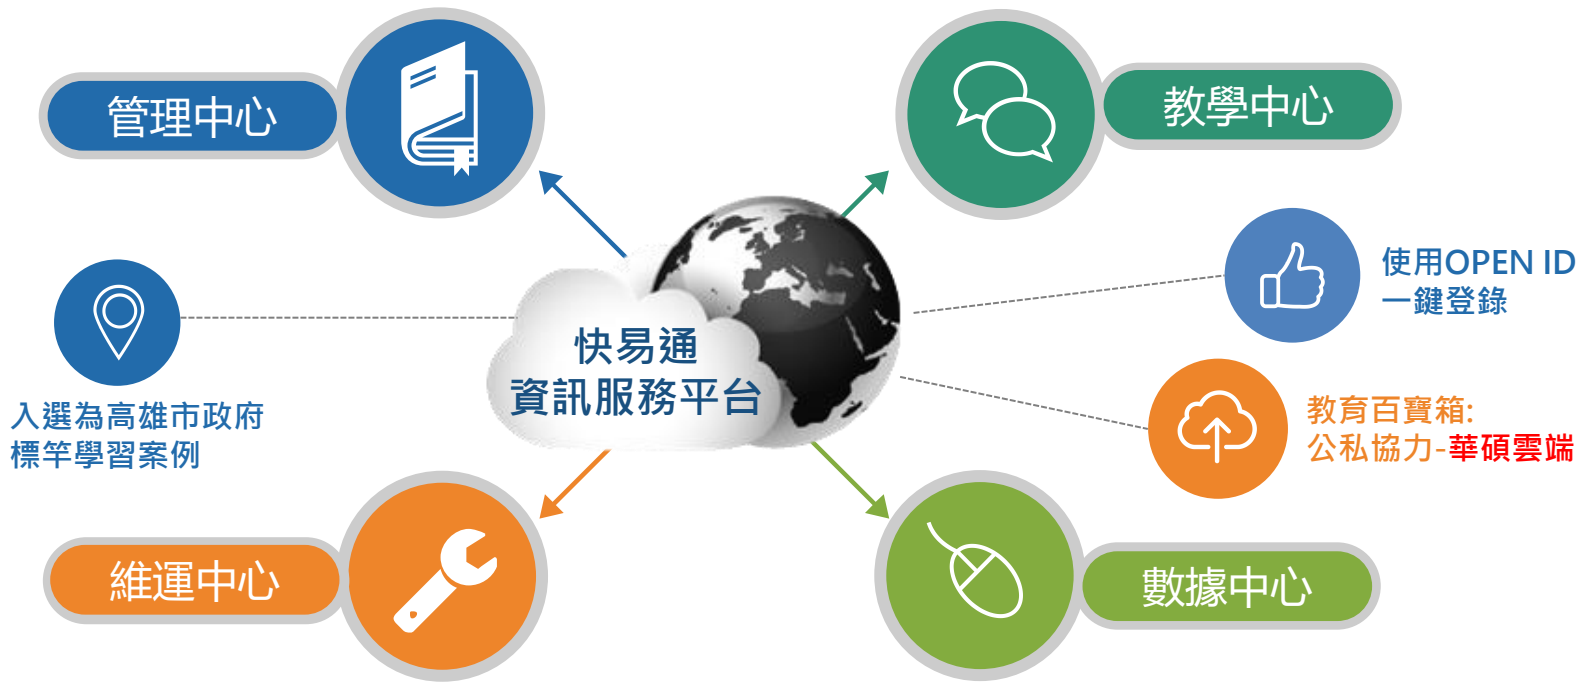 管理中心
教學中心
使用OPEN ID
一鍵登錄
快易通
資訊服務平台
入選為高雄市政府
標竿學習案例
教育百寶箱:
公私協力-華碩雲端
維運中心
數據中心